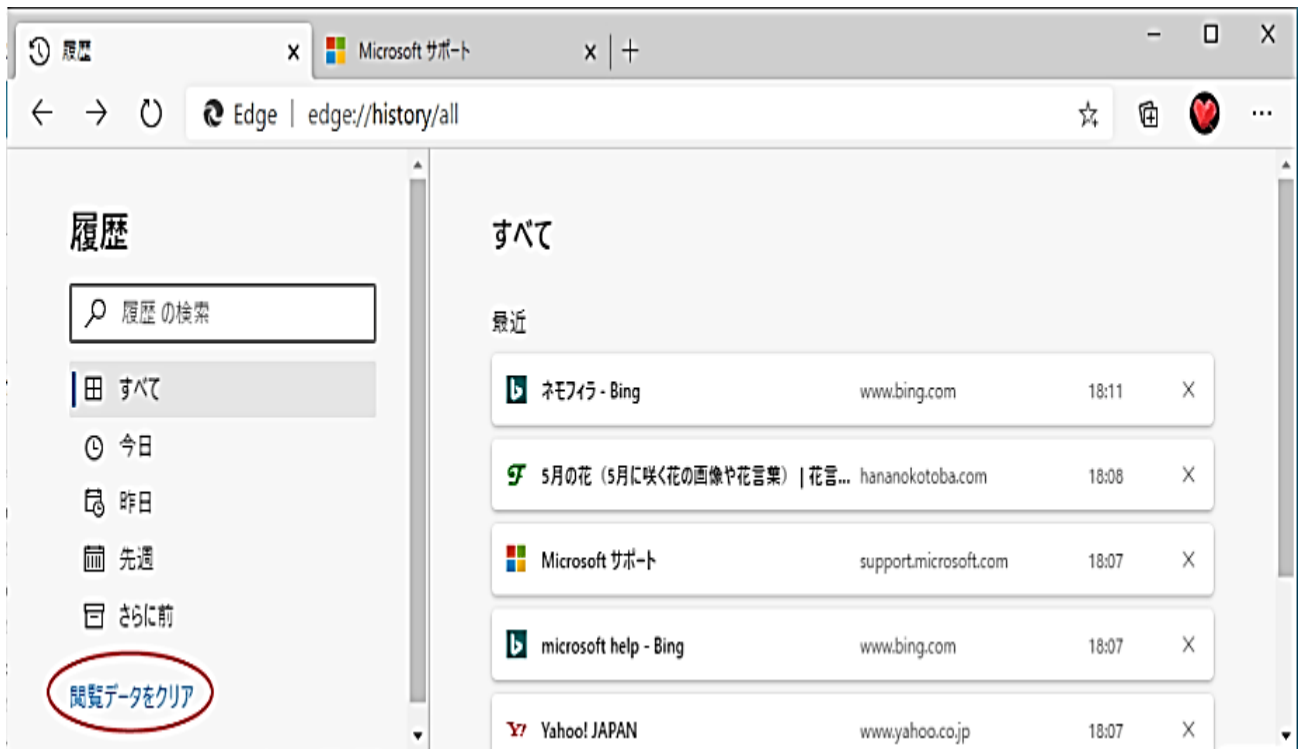 履歴
Microsoft サポート
Edge | edge://history/all
履歴
履歴 の検索
すべて
今日
昨日
先週
さらに前
閲覧データをクリア
すべて
最近
ネモフィラ - Bing www.bing.com 18:11
5月の花（5月に咲く花の画像や花言葉） | 花言... hananokotoba.com 18:08
Microsoft サポート support.microsoft.com 18:07
microsoft help - Bing www.bing.com 18:07
Yahoo! JAPAN www.yahoo.co.jp 18:07